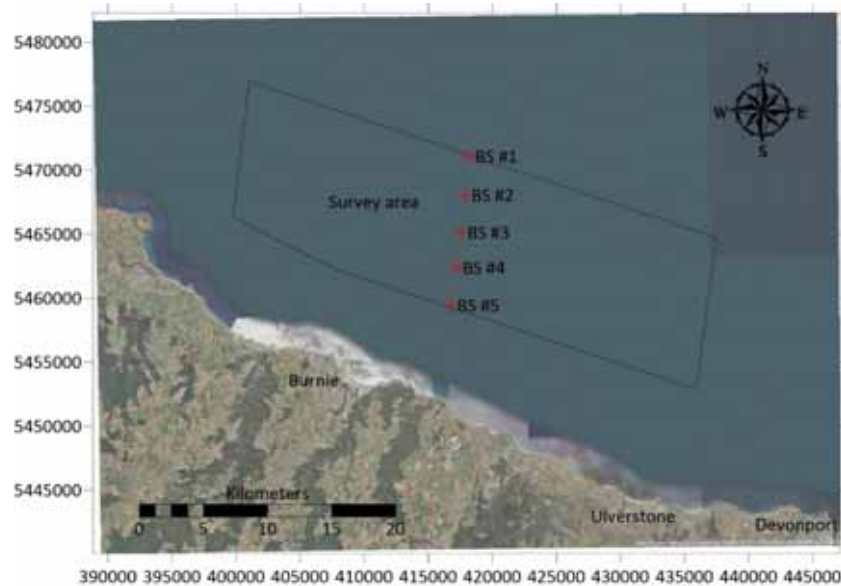 5480000
5475000
5470000
5465000
5460000
5455000
5450000
5445000
N
W E
S
BS #1
BS #2
BS #3
BS #4
BS #5
Survey area
Burnie
Kilometers
0 5 10 15 20
Ulverstone
Devonport
390000 395000 400000 405000 410000 415000 420000 425000 430000 435000 440000 445000